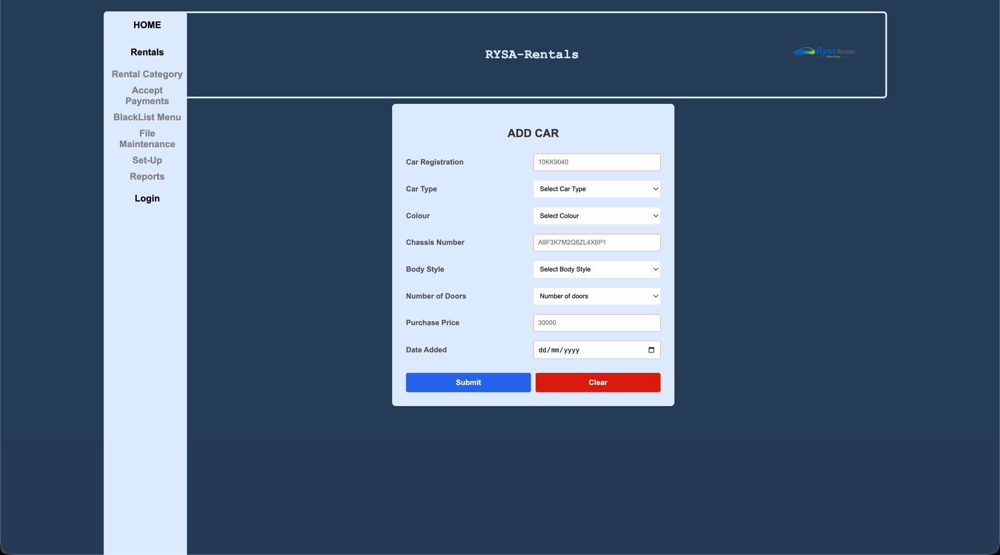 HOME
Rentals
Rental Category
Accept
Payments
BlackList Menu
File
Maintenance
Set-Up
Reports
Login
RYSA-Rentals
Rysa Rentals
Drive Easy.
ADD CAR
Car Registration 10KK9040
Car Type Select Car Type
Colour Select Colour
Chassis Number A9F3K7M2Q8ZL4X6P1
Body Style Select Body Style
Number of Doors Number of doors
Purchase Price 30000
Date Added dd/mm/yyyy
Submit Clear